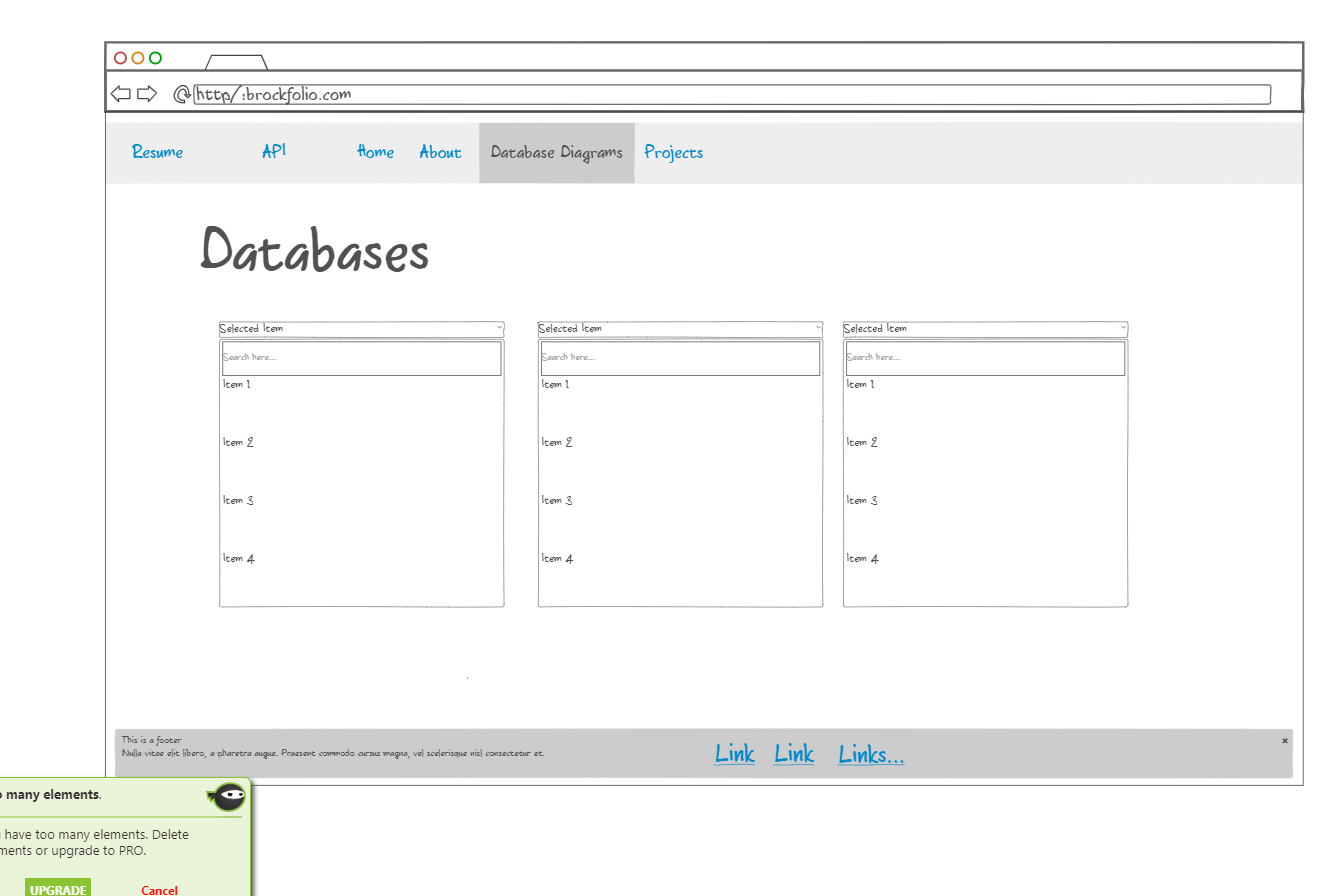 http/:brockfolio.com
Resume API Home About Database Diagrams Projects
Databases
Selected Item Selected Item Selected Item
Search here... Search here... Search here...
Item 1 Item 1 Item 1
Item 2 Item 2 Item 2
Item 3 Item 3 Item 3
Item 4 Item 4 Item 4
This is a footer
Nulla vitae elit libero, a pharetra augue. Praesent commodo cursus magna, vel scelerisque nisl consectetur et.
Link Link Links...
many elements.
have too many elements. Delete
or upgrade to PRO.
UPGRADE Cancel